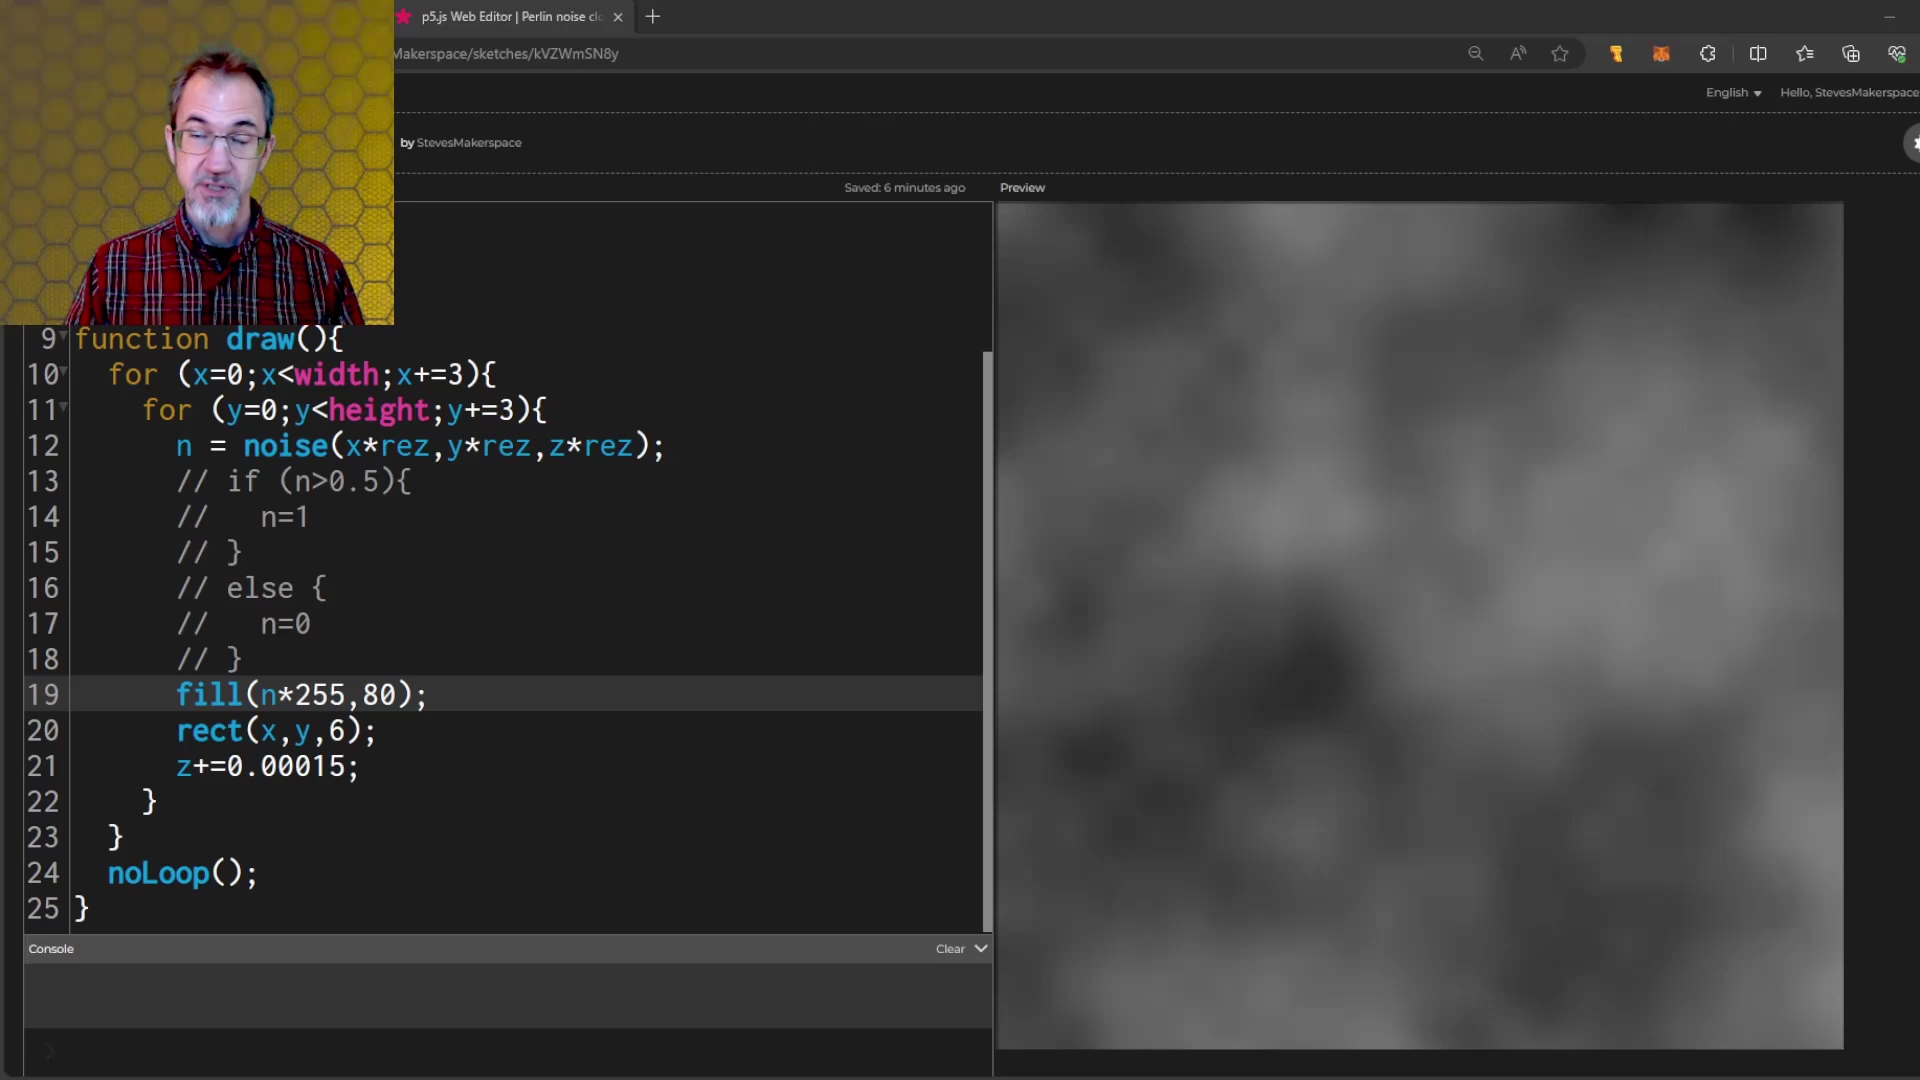 p5.js Web Editor | Perlin noise clo
Makerspace/sketches/kVZWmSN8y
English
Hello, StevesMakerspace
by StevesMakerspace
Saved: 6 minutes ago
Preview
9 function draw(){
10 for (x=0;x<width;x+=3){
11 for (y=0;y<height;y+=3){
12 n = noise(x*rez,y*rez,z*rez);
13 // if (n>0.5){
14 // n=1
15 // }
16 // else {
17 // n=0
18 // }
19 fill(n*255,80);
20 rect(x,y,6);
21 z+=0.00015;
22 }
23 }
24 noLoop();
25 }
Console
Clear